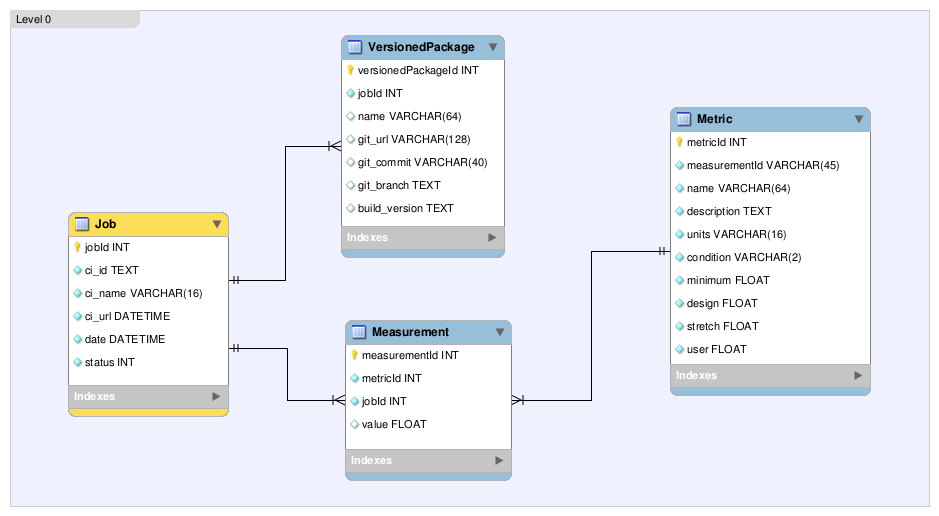 Level 0
VersionedPackage
versionedPackageId INT
jobId INT
name VARCHAR(64)
git_url VARCHAR(128)
git_commit VARCHAR(40)
git_branch TEXT
build_version TEXT
Indexes
Metric
metricId INT
measurementId VARCHAR(45)
name VARCHAR(64)
description TEXT
units VARCHAR(16)
condition VARCHAR(2)
minimum FLOAT
design FLOAT
stretch FLOAT
user FLOAT
Indexes
Job
jobId INT
ci_id TEXT
ci_name VARCHAR(16)
ci_url DATETIME
date DATETIME
status INT
Indexes
Measurement
measurementId INT
metricId INT
jobId INT
value FLOAT
Indexes